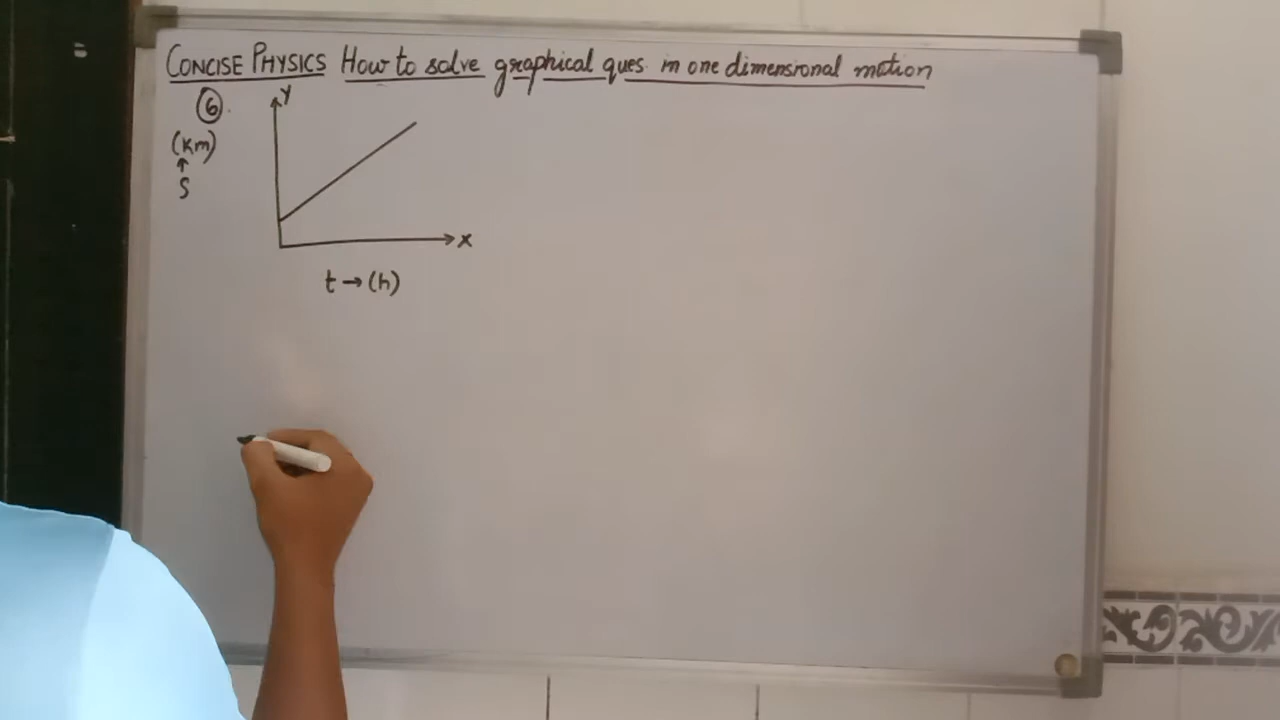 CONCISE PHYSICS How to solve graphical ques. in one dimensional motion
6.
Y
(Km)
↑
S
X
t → (h)